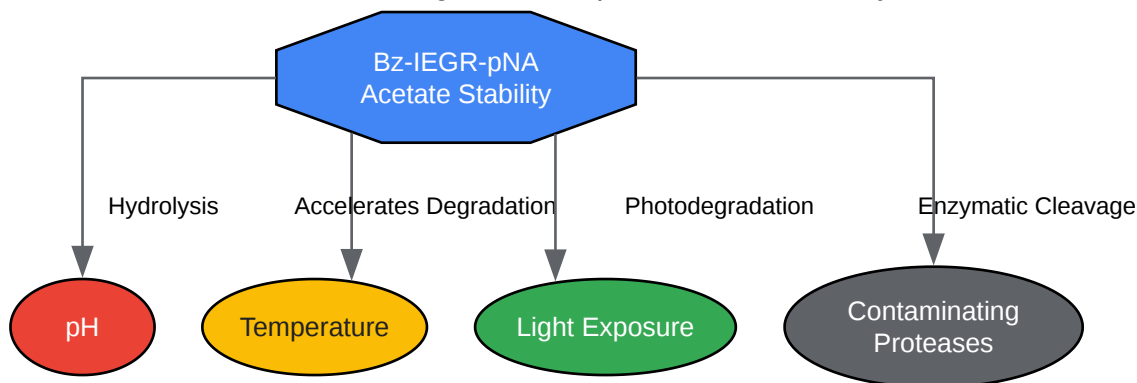 Bz-IEGR-pNA
Acetate Stability
Hydrolysis
Accelerates Degradation
Photodegradation
Enzymatic Cleavage
pH
Temperature
Light Exposure
Contaminating
Proteases